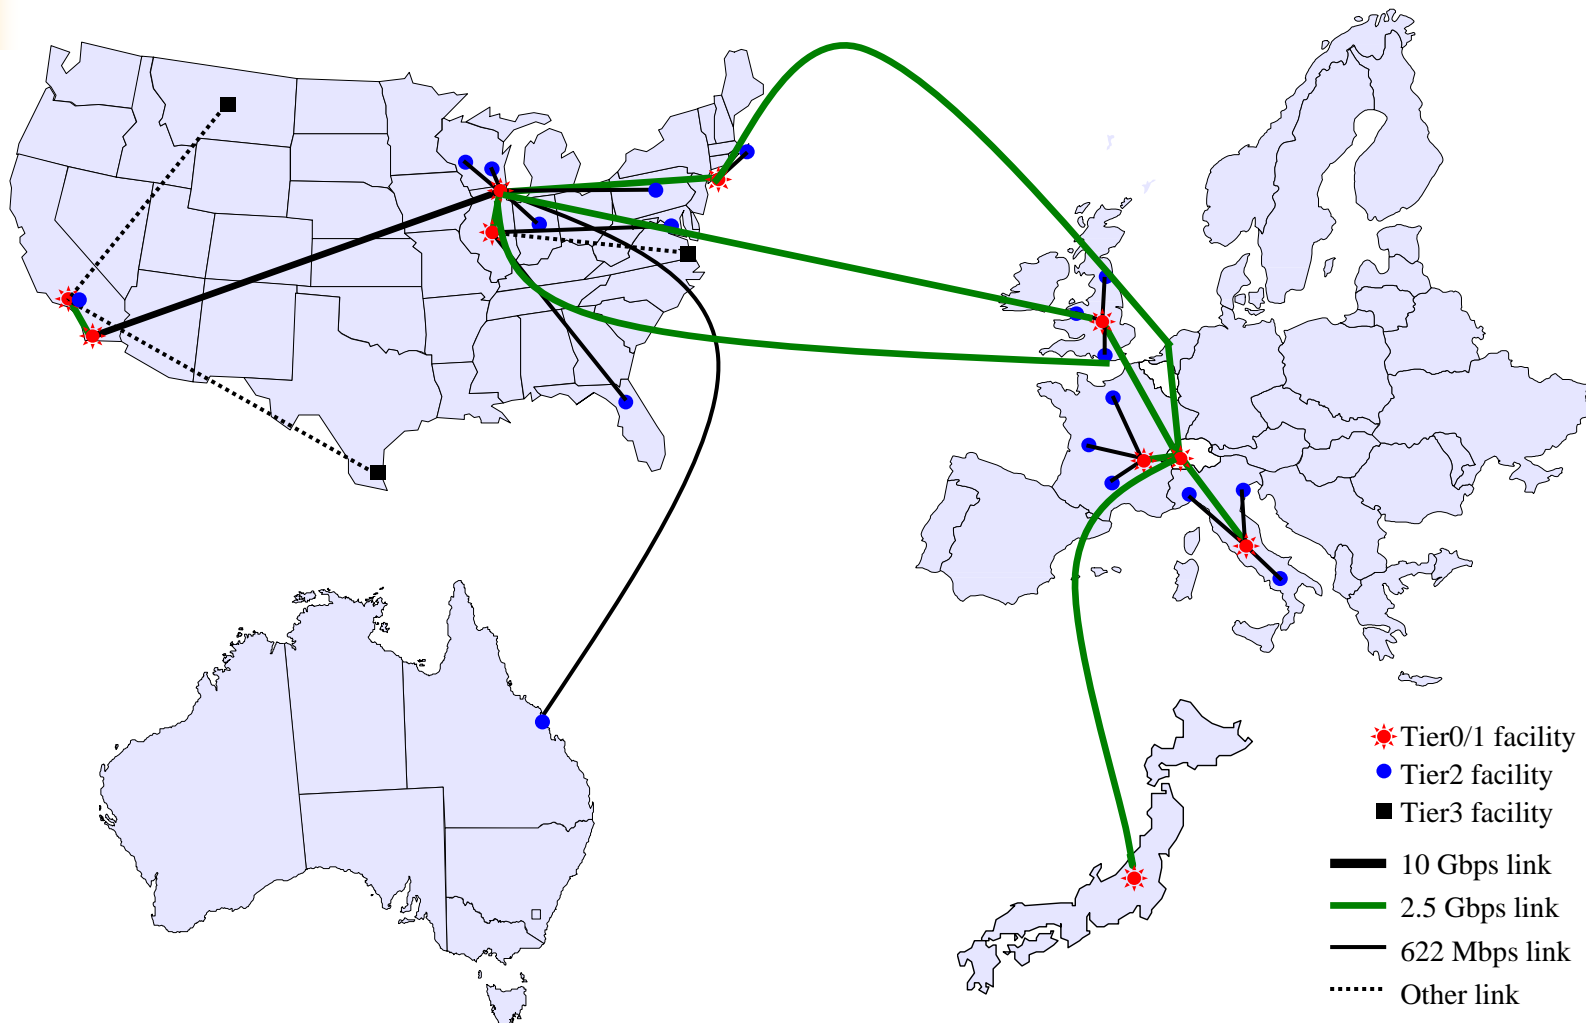 Tier0/1 facility
Tier2 facility
Tier3 facility
10 Gbps link
2.5 Gbps link
622 Mbps link
Other link